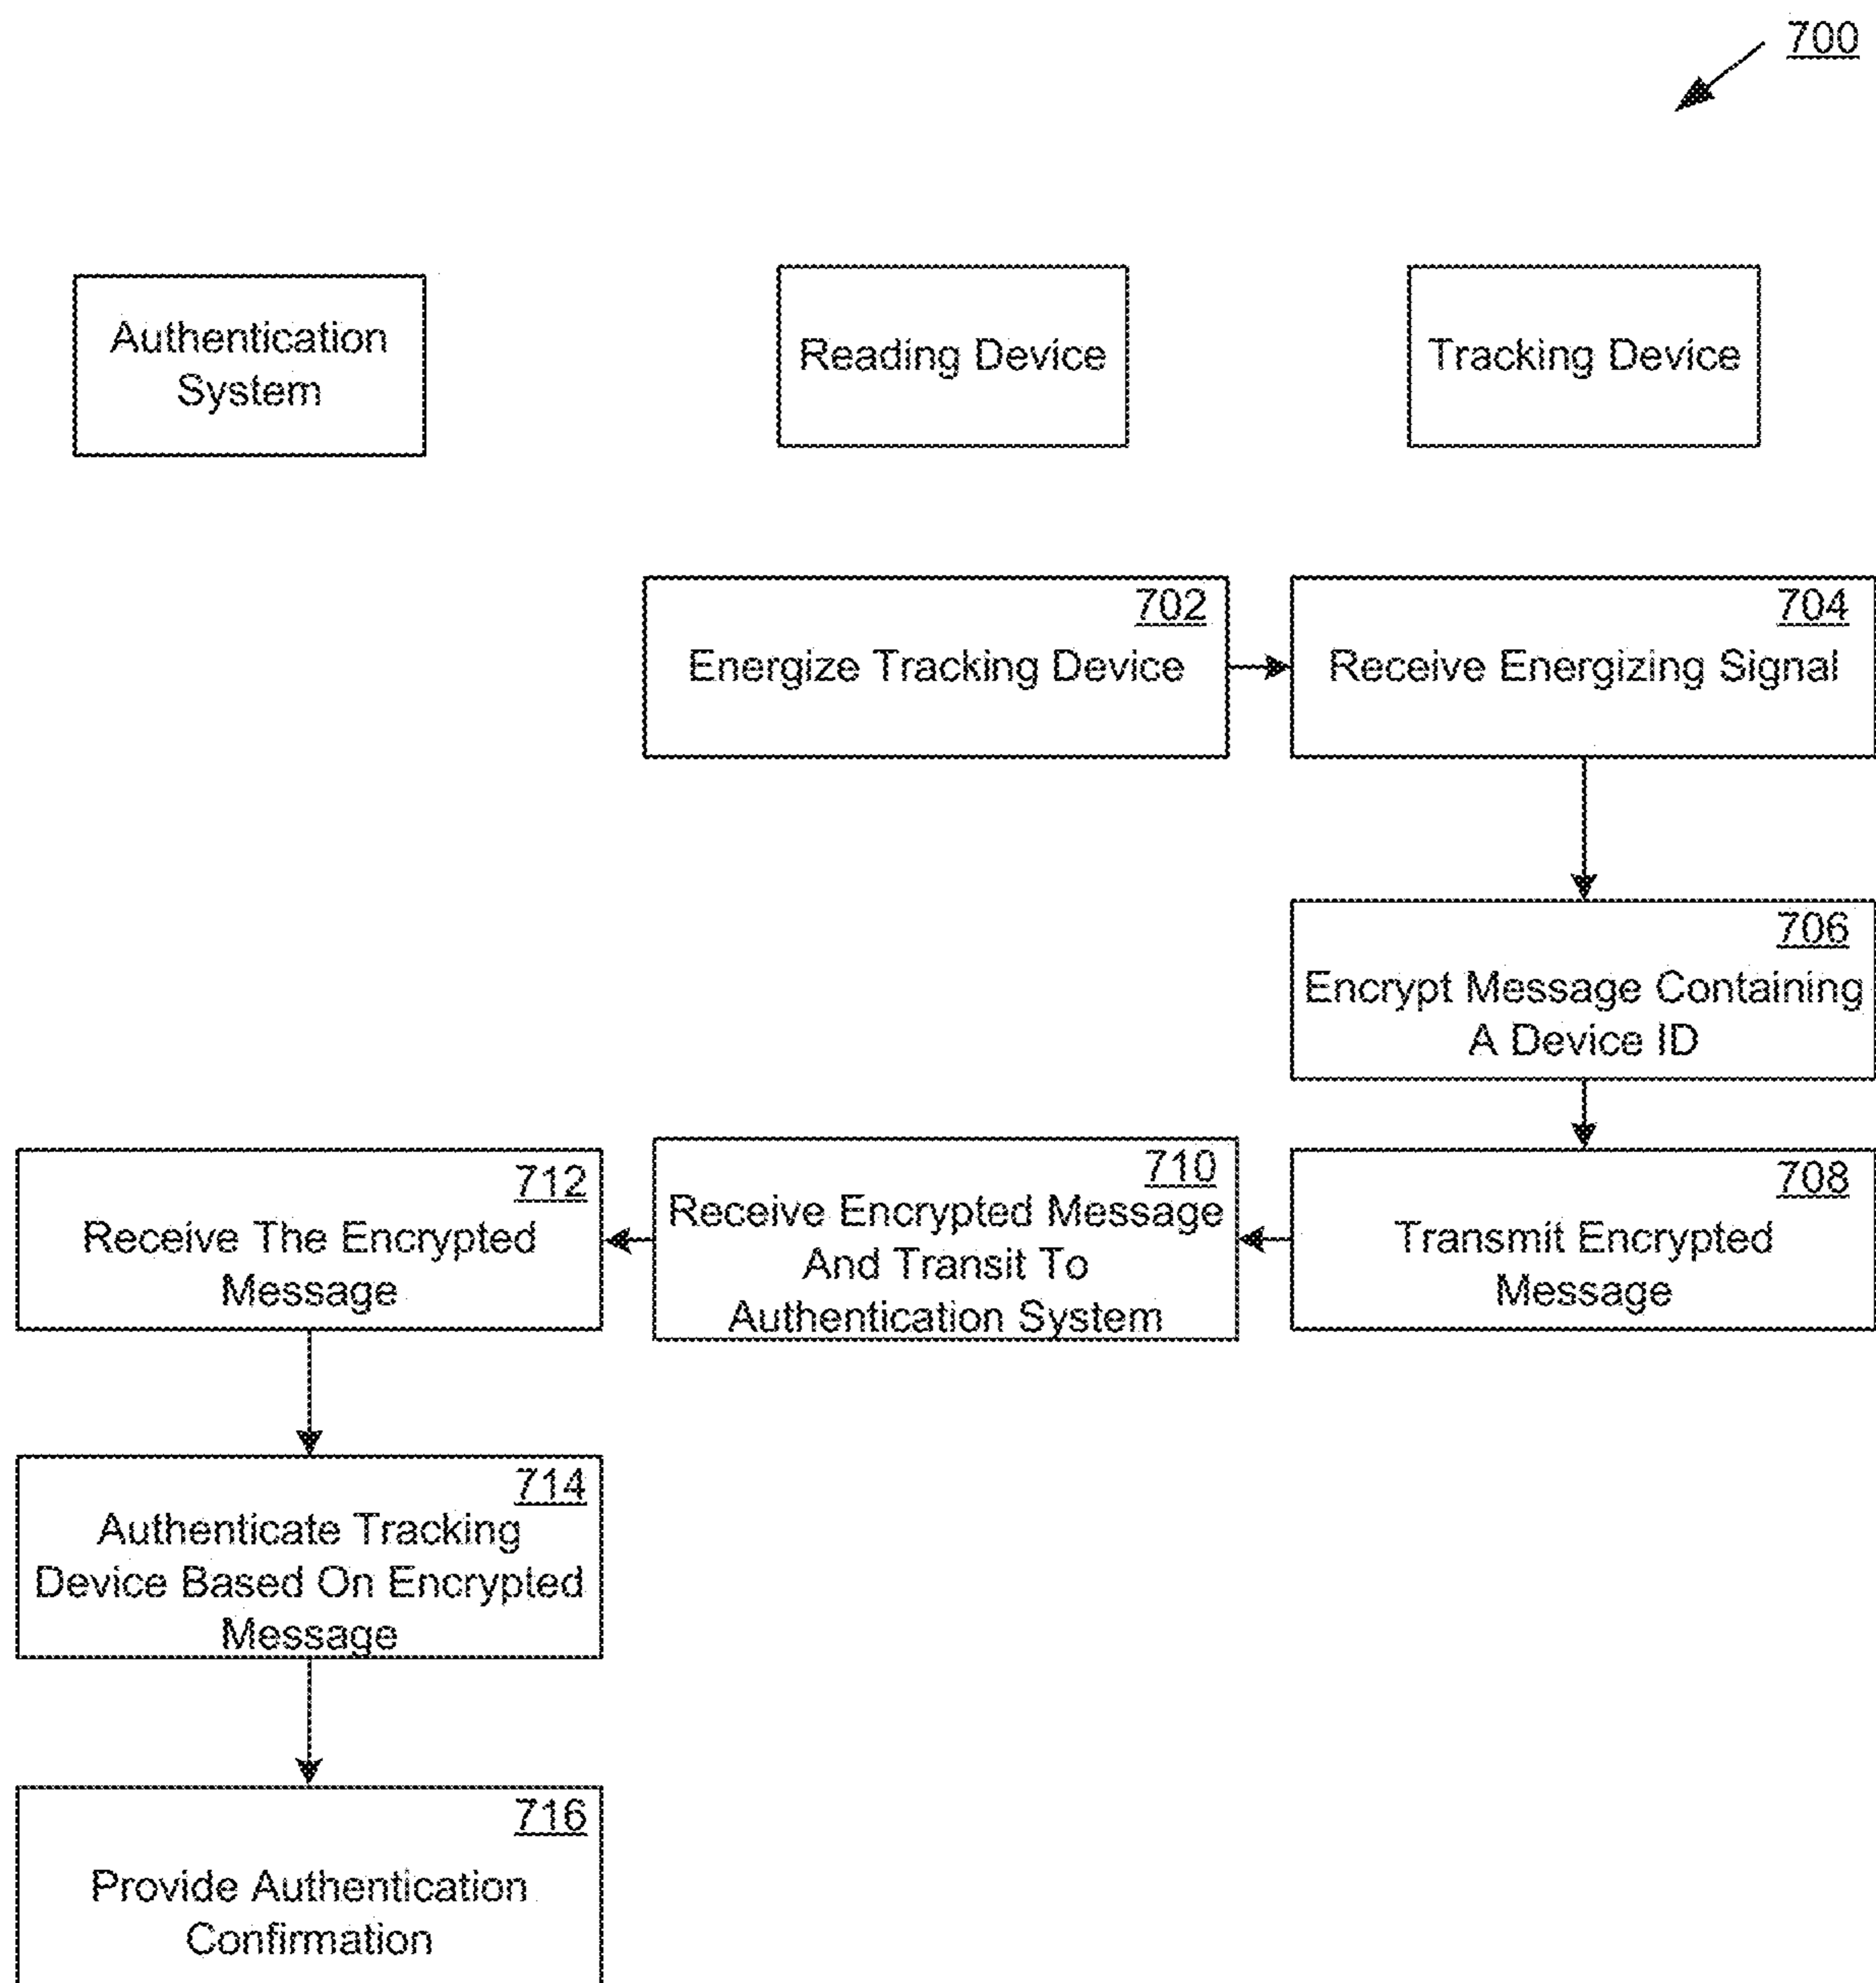 700
Authentication
System
Reading Device
Tracking Device
702
Energize Tracking Device
704
Receive Energizing Signal
706
Encrypt Message Containing
A Device ID
712
Receive The Encrypted
Message
710
Receive Encrypted Message
And Transit To
Authentication System
708
Transmit Encrypted
Message
714
Authenticate Tracking
Device Based On Encrypted
Message
716
Provide Authentication
Confirmation